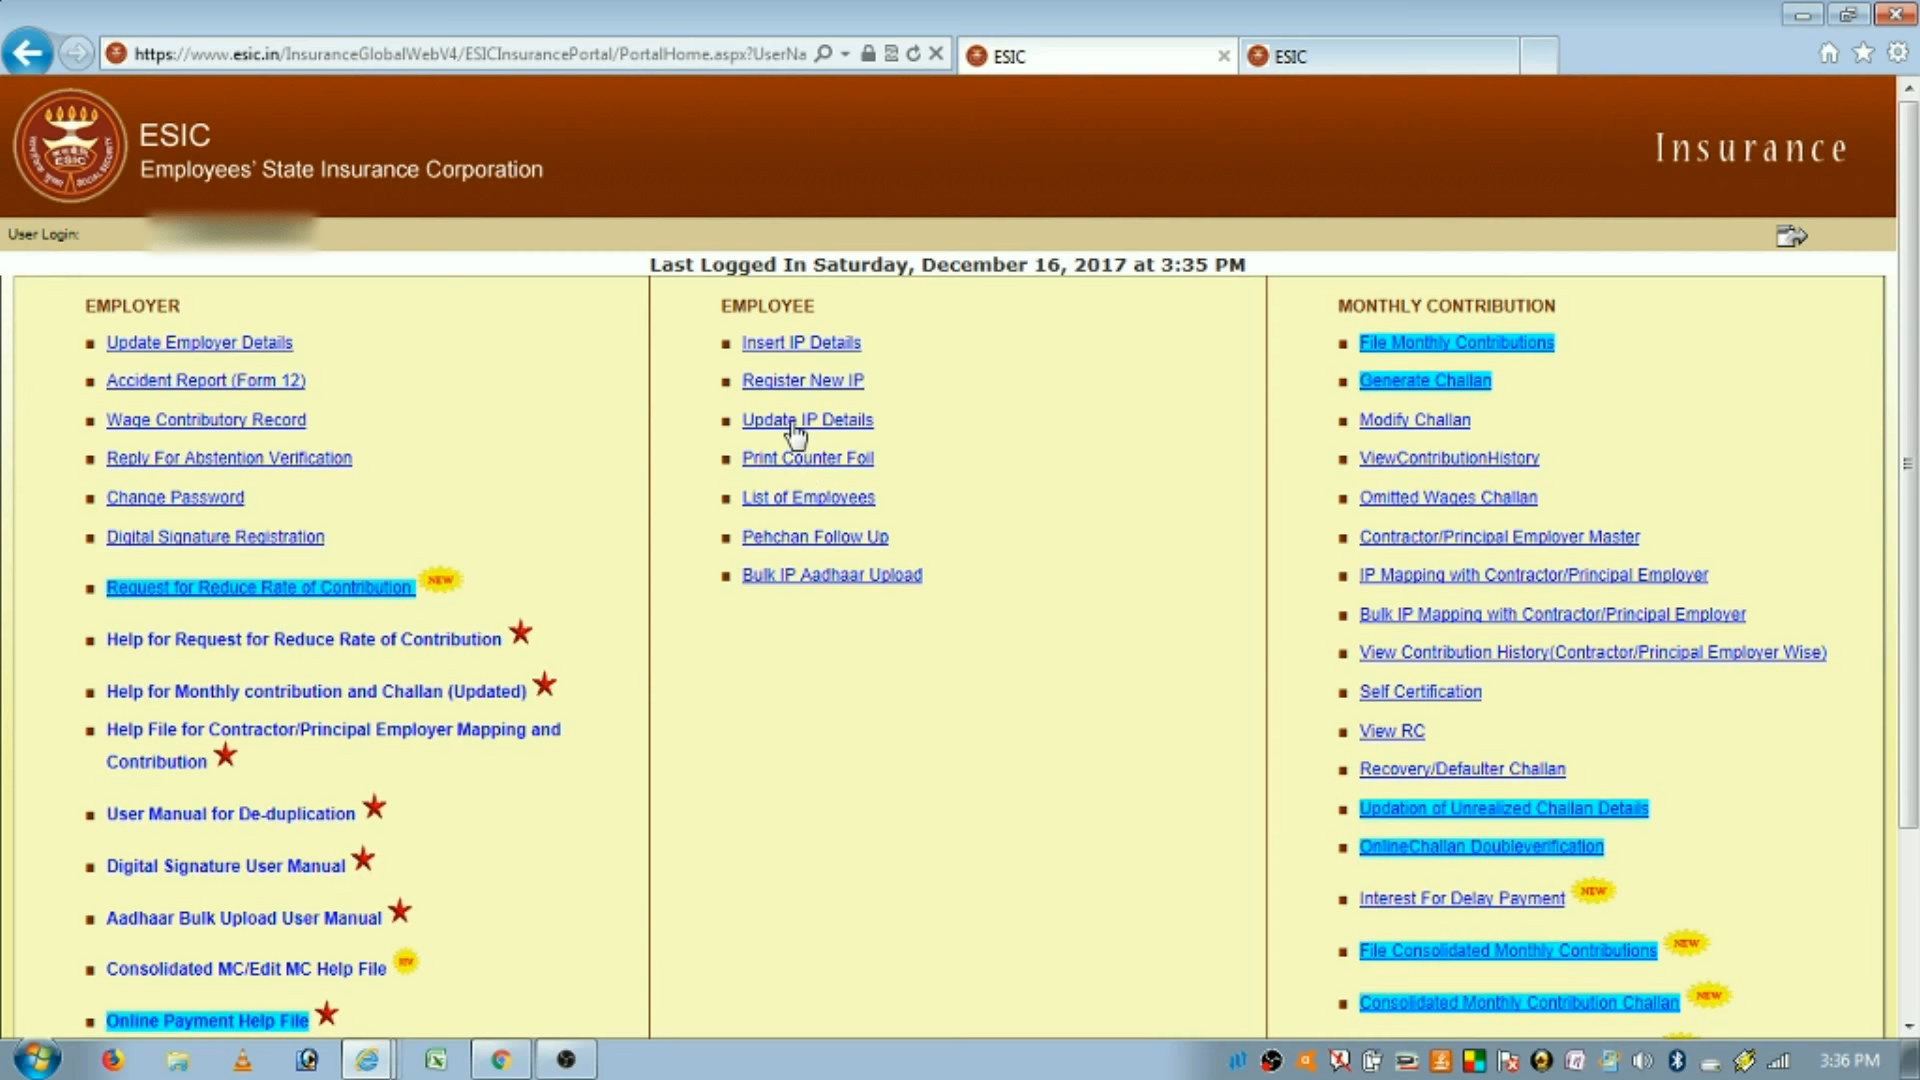 https://www.esic.in/InsuranceGlobalWebV4/ESICInsurancePortal/PortalHome.aspx?UserNa
ESIC
ESIC
ESIC
Employees' State Insurance Corporation
Insurance
User Login:
Last Logged In Saturday, December 16, 2017 at 3:35 PM
EMPLOYER
Update Employer Details
Accident Report (Form 12)
Wage Contributory Record
Reply For Abstention Verification
Change Password
Digital Signature Registration
Request for Reduce Rate of Contribution NEW
Help for Request for Reduce Rate of Contribution
Help for Monthly contribution and Challan (Updated)
Help File for Contractor/Principal Employer Mapping and
Contribution
User Manual for De-duplication
Digital Signature User Manual
Aadhaar Bulk Upload User Manual
Consolidated MC/Edit MC Help File
Online Payment Help File
EMPLOYEE
Insert IP Details
Register New IP
Update IP Details
Print Counter Foil
List of Employees
Pehchan Follow Up
Bulk IP Aadhaar Upload
MONTHLY CONTRIBUTION
File Monthly Contributions
Generate Challan
Modify Challan
ViewContributionHistory
Omitted Wages Challan
Contractor/Principal Employer Master
IP Mapping with Contractor/Principal Employer
Bulk IP Mapping with Contractor/Principal Employer
View Contribution History(Contractor/Principal Employer Wise)
Self Certification
View RC
Recovery/Defaulter Challan
Updation of Unrealized Challan Details
OnlineChallan Doubleverification
Interest For Delay Payment NEW
File Consolidated Monthly Contributions NEW
Consolidated Monthly Contribution Challan NEW
3:36 PM